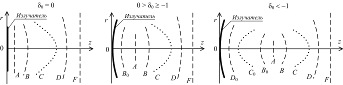 δ₀ = 0
0 > δ₀ ≥ −1
δ₀ < −1
r Излучатель
r Излучатель
r Излучатель
0 z
0 z
0 z
A B C D F
B₀ A B C D F
D₀ C₀ B₀ A B C D F